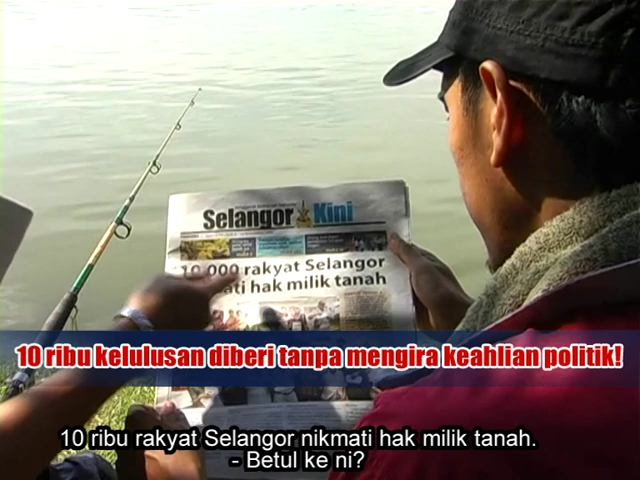 Selangor Kini
10,000 rakyat Selangor
hak milik tanah
10 ribu kelulusan diberi tanpa mengira keahlian politik!
10 ribu rakyat Selangor nikmati hak milik tanah.
- Betul ke ni?